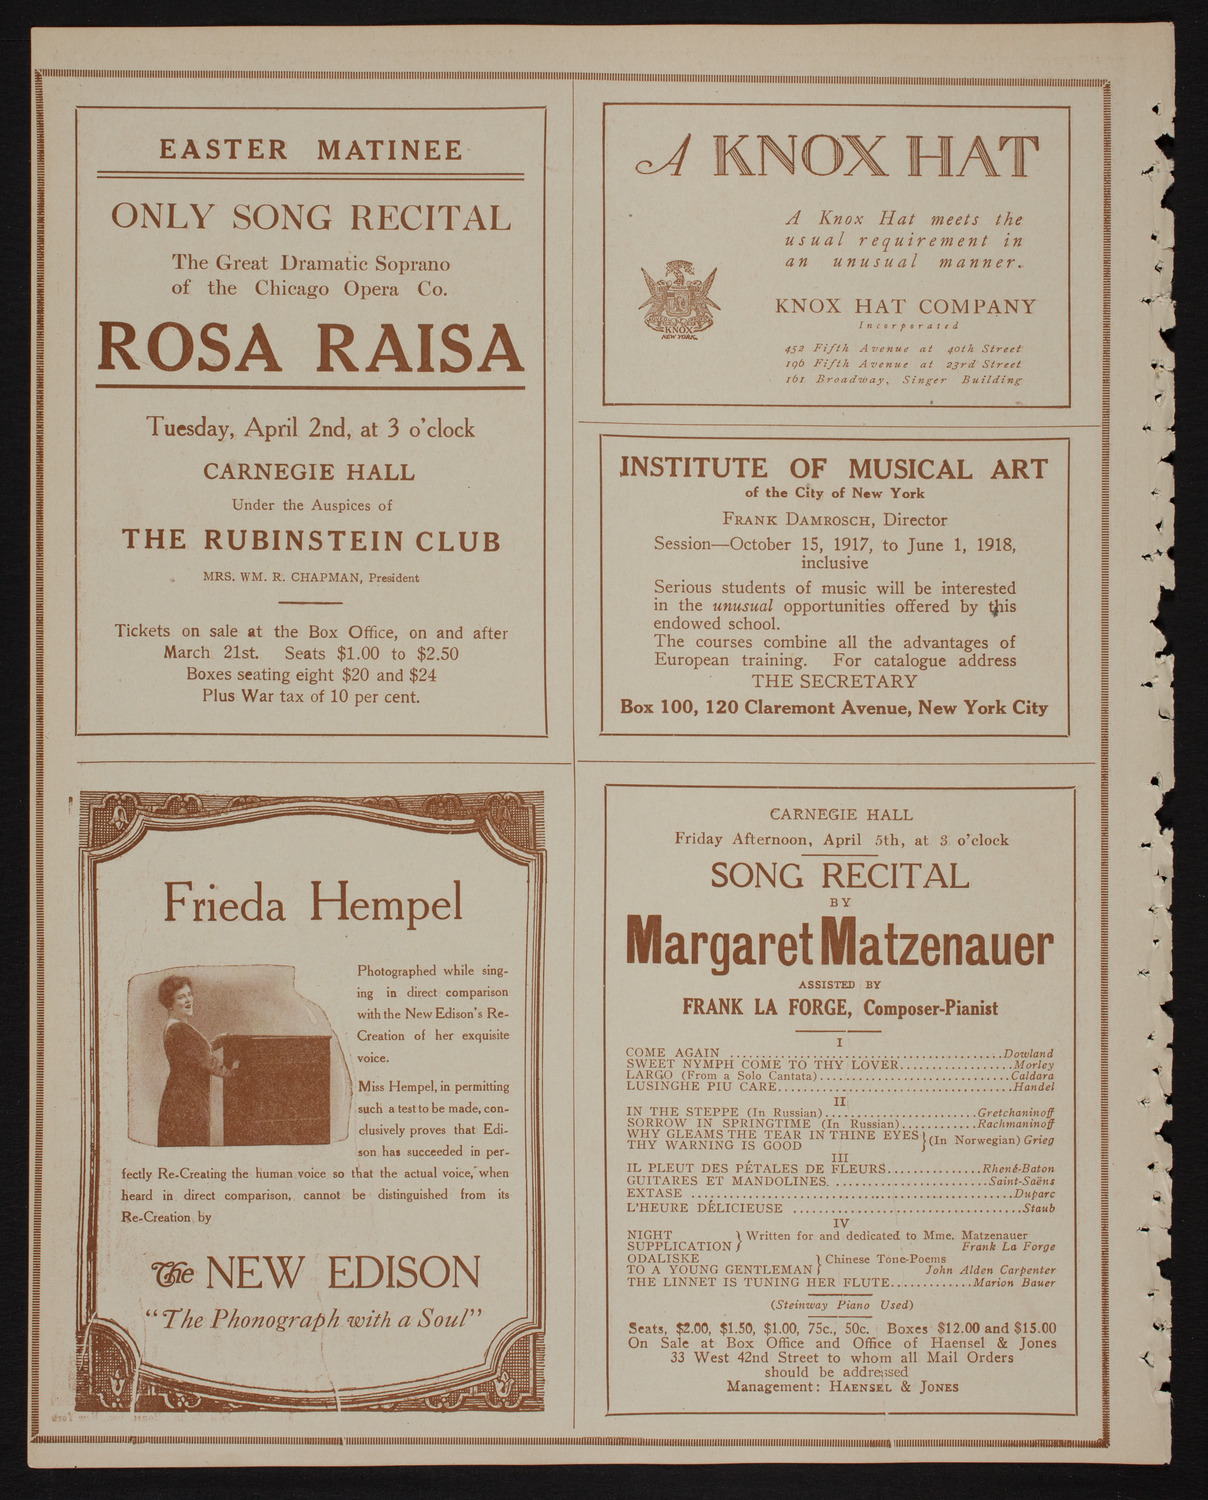 EASTER MATINEE
ONLY SONG RECITAL
The Great Dramatic Soprano
of the Chicago Opera Co.
ROSA RAISA
Tuesday, April 2nd, at 3 o'clock
CARNEGIE HALL
Under the Auspices of
THE RUBINSTEIN CLUB
MRS. WM. R. CHAPMAN, President
Tickets on sale at the Box Office, on and after
March 21st. Seats $1.00 to $2.50
Boxes seating eight $20 and $24
Plus War tax of 10 per cent.
A KNOX HAT
A Knox Hat meets the
usual requirement in
an unusual manner.
KNOX
NEW YORK.
KNOX HAT COMPANY
Incorporated
452 Fifth Avenue at 40th Street
196 Fifth Avenue at 23rd Street
161 Broadway, Singer Building
INSTITUTE OF MUSICAL ART
of the City of New York
FRANK DAMROSCH, Director
Session—October 15, 1917, to June 1, 1918,
inclusive
Serious students of music will be interested
in the unusual opportunities offered by this
endowed school.
The courses combine all the advantages of
European training. For catalogue address
THE SECRETARY
Box 100, 120 Claremont Avenue, New York City
Frieda Hempel
Photographed while sing-
ing in direct comparison
with the New Edison's Re-
Creation of her exquisite
voice.
Miss Hempel, in permitting
such a test to be made, con-
clusively proves that Edi-
son has succeeded in per-
fectly Re-Creating the human voice so that the actual voice, when
heard in direct comparison, cannot be distinguished from its
Re-Creation by
The NEW EDISON
"The Phonograph with a Soul"
CARNEGIE HALL
Friday Afternoon, April 5th, at 3 o'clock
SONG RECITAL
BY
Margaret Matzenauer
ASSISTED BY
FRANK LA FORGE, Composer-Pianist
I
COME AGAIN ........................................Dowland
SWEET NYMPH COME TO THY LOVER.................Morley
LARGO (From a Solo Cantata)............................Caldara
LUSINGHE PIU CARE..................................Handel
II
IN THE STEPPE (In Russian).......................Gretchaninoff
SORROW IN SPRINGTIME (In Russian)...........Rachmaninoff
WHY GLEAMS THE TEAR IN THINE EYES } (In Norwegian) Grieg
THY WARNING IS GOOD
III
IL PLEUT DES PÉTALES DE FLEURS...............Rhené-Baton
GUITARES ET MANDOLINES.......................Saint-Saëns
EXTASE ...............................................Duparc
L'HEURE DÉLICIEUSE ..................................Staub
IV
NIGHT } Written for and dedicated to Mme. Matzenauer
SUPPLICATION } Frank La Forge
ODALISKE } Chinese Tone-Poems
TO A YOUNG GENTLEMAN } John Alden Carpenter
THE LINNET IS TUNING HER FLUTE.............Marion Bauer
(Steinway Piano Used)
Seats, $2.00, $1.50, $1.00, 75c., 50c. Boxes $12.00 and $15.00
On Sale at Box Office and Office of Haensel & Jones
33 West 42nd Street to whom all Mail Orders
should be addressed
Management: HAENSEL & JONES